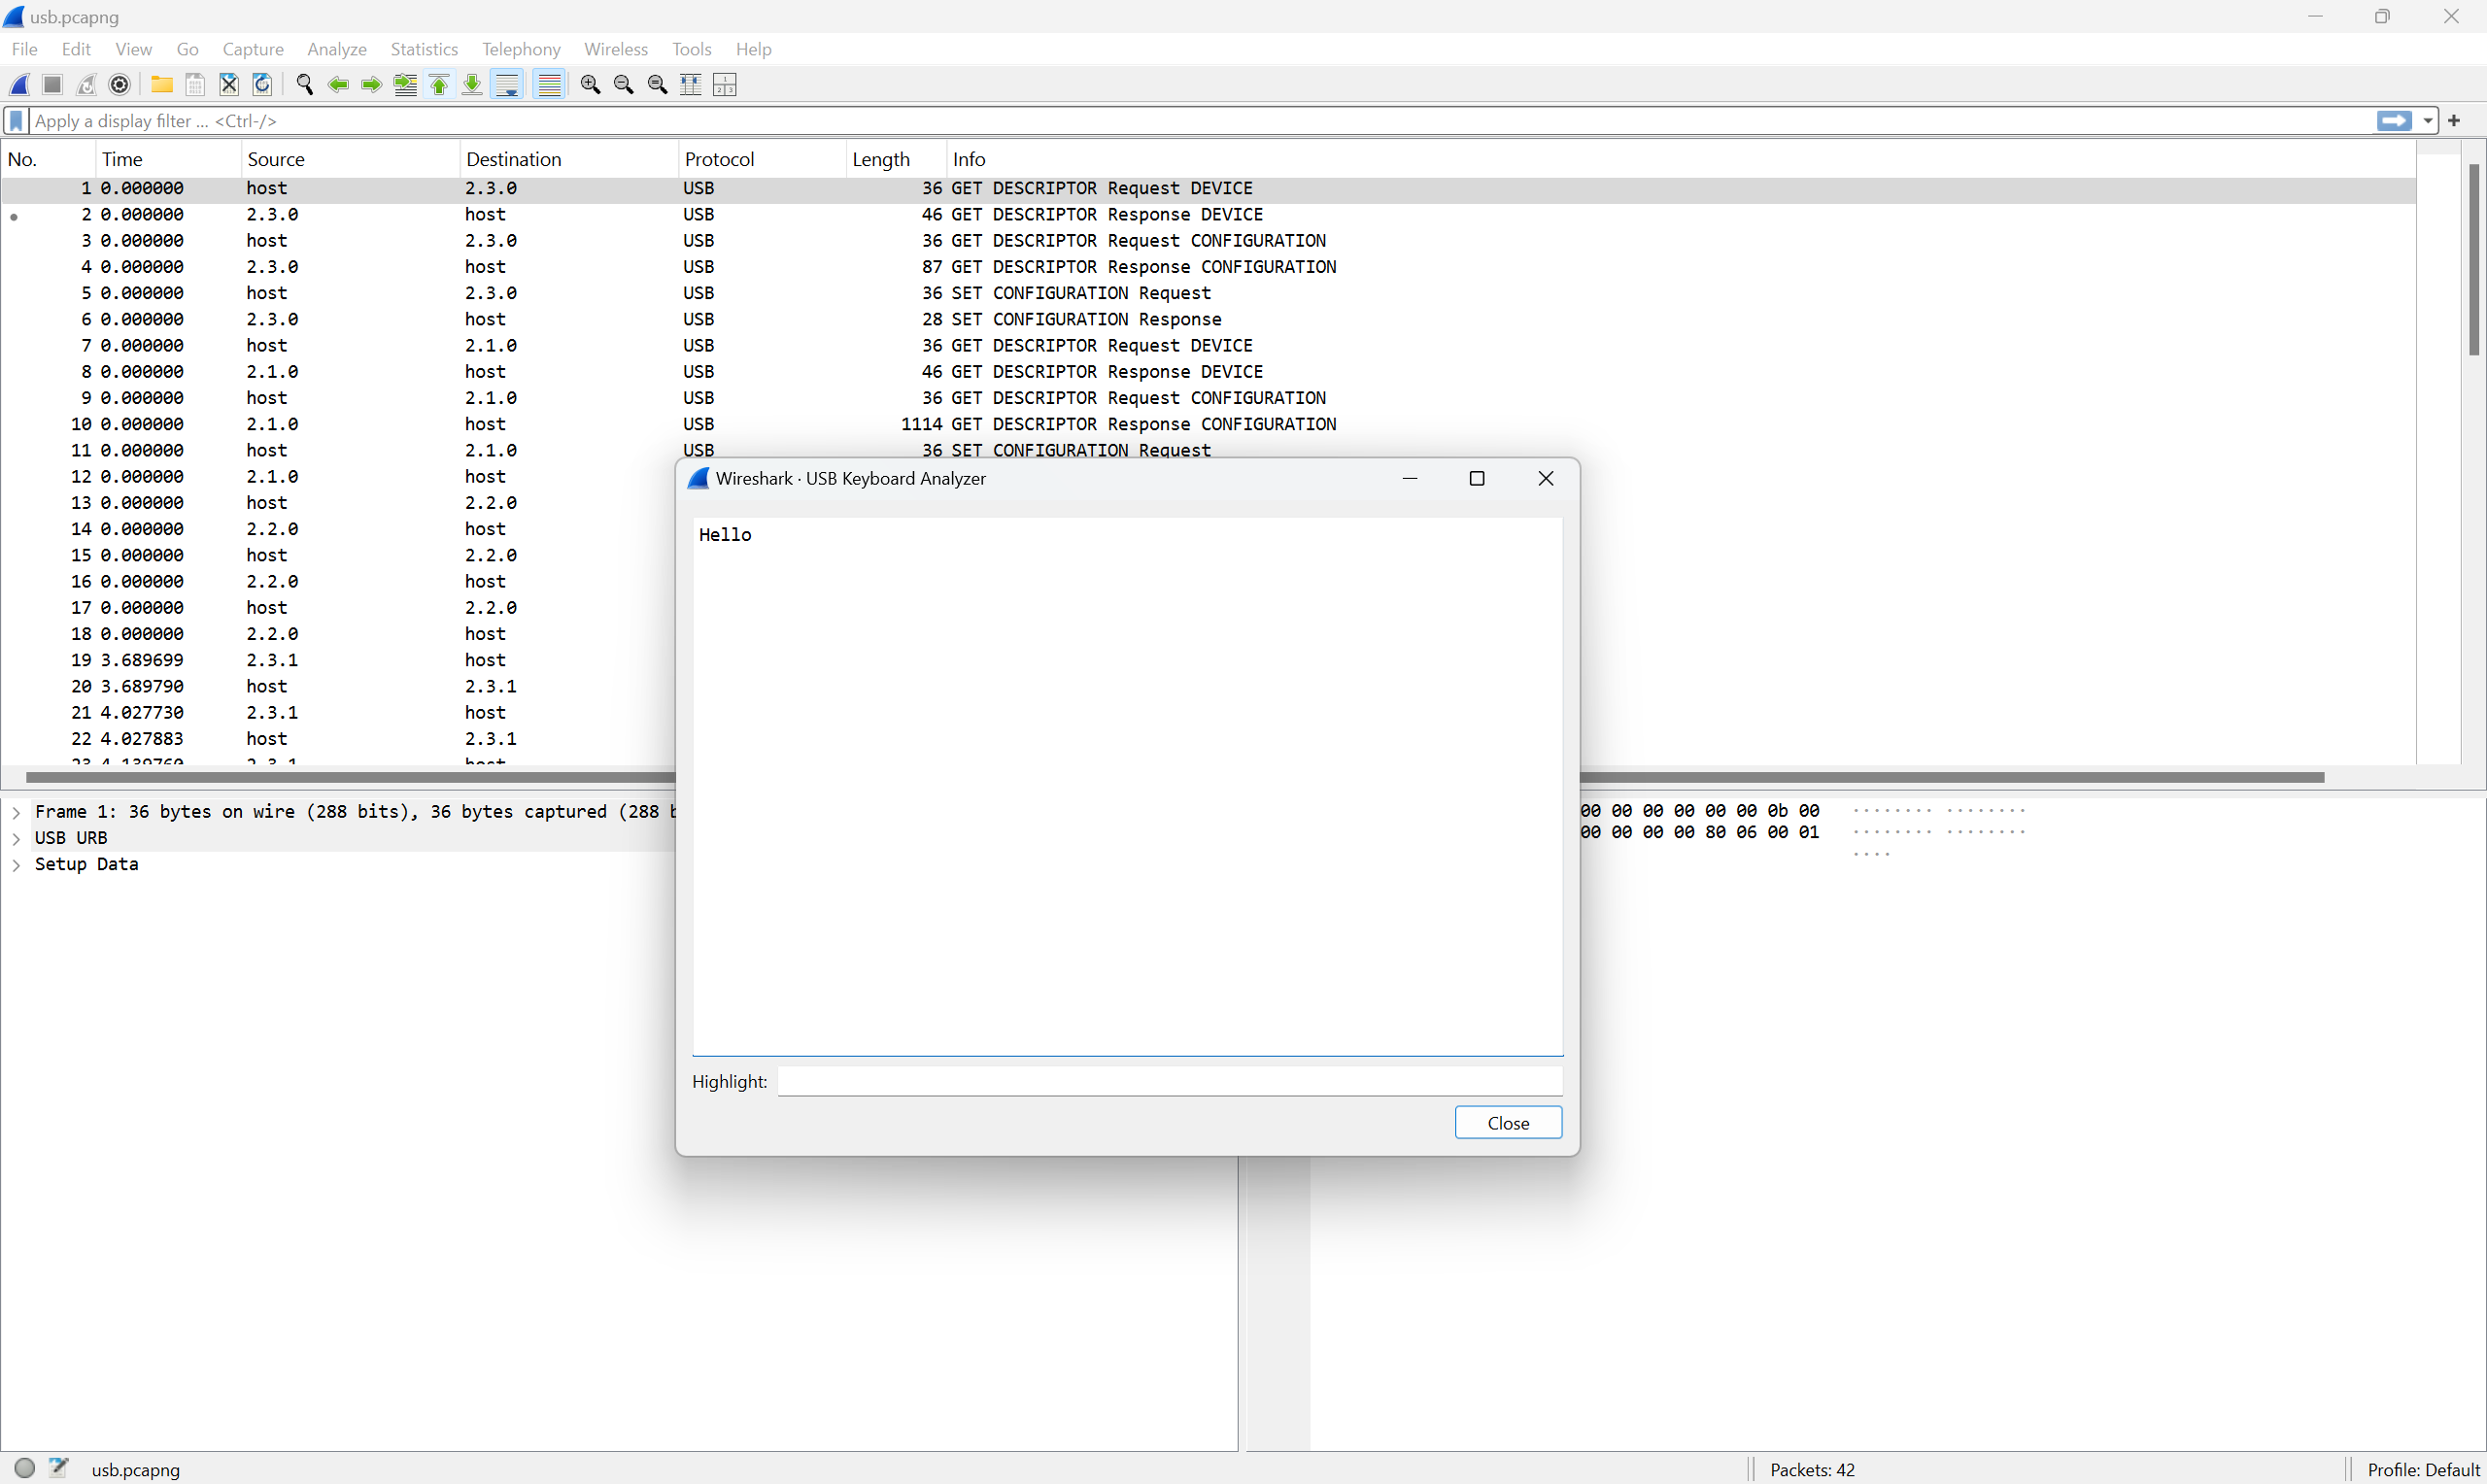 usb.pcapng
File Edit View Go Capture Analyze Statistics Telephony Wireless Tools Help
Apply a display filter ... <Ctrl-/>
No. Time Source Destination Protocol Length Info
1 0.000000 host 2.3.0 USB 36 GET DESCRIPTOR Request DEVICE
2 0.000000 2.3.0 host USB 46 GET DESCRIPTOR Response DEVICE
3 0.000000 host 2.3.0 USB 36 GET DESCRIPTOR Request CONFIGURATION
4 0.000000 2.3.0 host USB 87 GET DESCRIPTOR Response CONFIGURATION
5 0.000000 host 2.3.0 USB 36 SET CONFIGURATION Request
6 0.000000 2.3.0 host USB 28 SET CONFIGURATION Response
7 0.000000 host 2.1.0 USB 36 GET DESCRIPTOR Request DEVICE
8 0.000000 2.1.0 host USB 46 GET DESCRIPTOR Response DEVICE
9 0.000000 host 2.1.0 USB 36 GET DESCRIPTOR Request CONFIGURATION
10 0.000000 2.1.0 host USB 1114 GET DESCRIPTOR Response CONFIGURATION
11 0.000000 host 2.1.0 USB 36 SET CONFIGURATION Request
12 0.000000 2.1.0 host
13 0.000000 host 2.2.0
14 0.000000 2.2.0 host
15 0.000000 host 2.2.0
16 0.000000 2.2.0 host
17 0.000000 host 2.2.0
18 0.000000 2.2.0 host
19 3.689699 2.3.1 host
20 3.689790 host 2.3.1
21 4.027730 2.3.1 host
22 4.027883 host 2.3.1
Wireshark · USB Keyboard Analyzer
Hello
Highlight:
Close
Frame 1: 36 bytes on wire (288 bits), 36 bytes captured (288
USB URB
Setup Data
00 00 00 00 00 00 0b 00 ········ ········
00 00 00 00 80 06 00 01 ········ ········
····
usb.pcapng
Packets: 42
Profile: Default